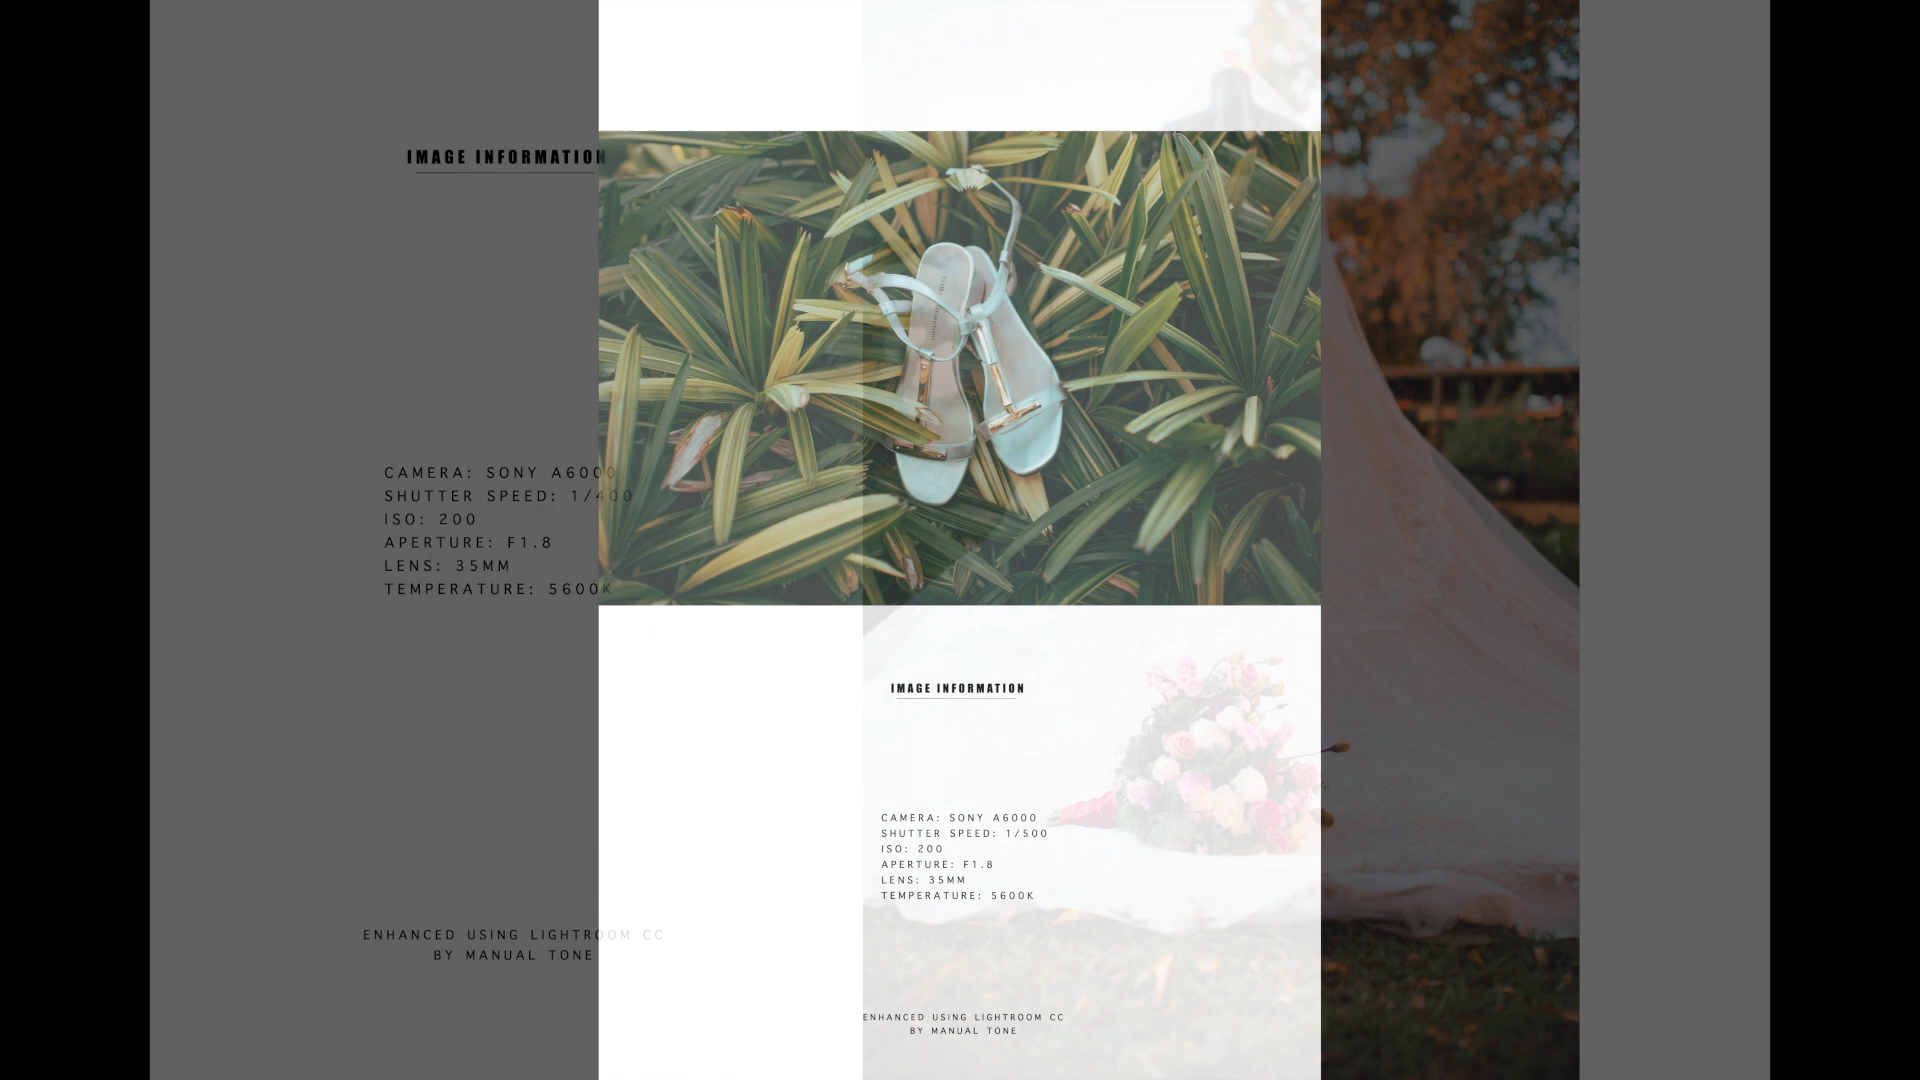 IMAGE INFORMATION
CAMERA: SONY A6000
SHUTTER SPEED: 1/400
ISO: 200
APERTURE: F1.8
LENS: 35MM
TEMPERATURE: 5600K
ENHANCED USING LIGHTROOM CC
BY MANUAL TONE
IMAGE INFORMATION
CAMERA: SONY A6000
SHUTTER SPEED: 1/500
ISO: 200
APERTURE: F1.8
LENS: 35MM
TEMPERATURE: 5600K
ENHANCED USING LIGHTROOM CC
BY MANUAL TONE